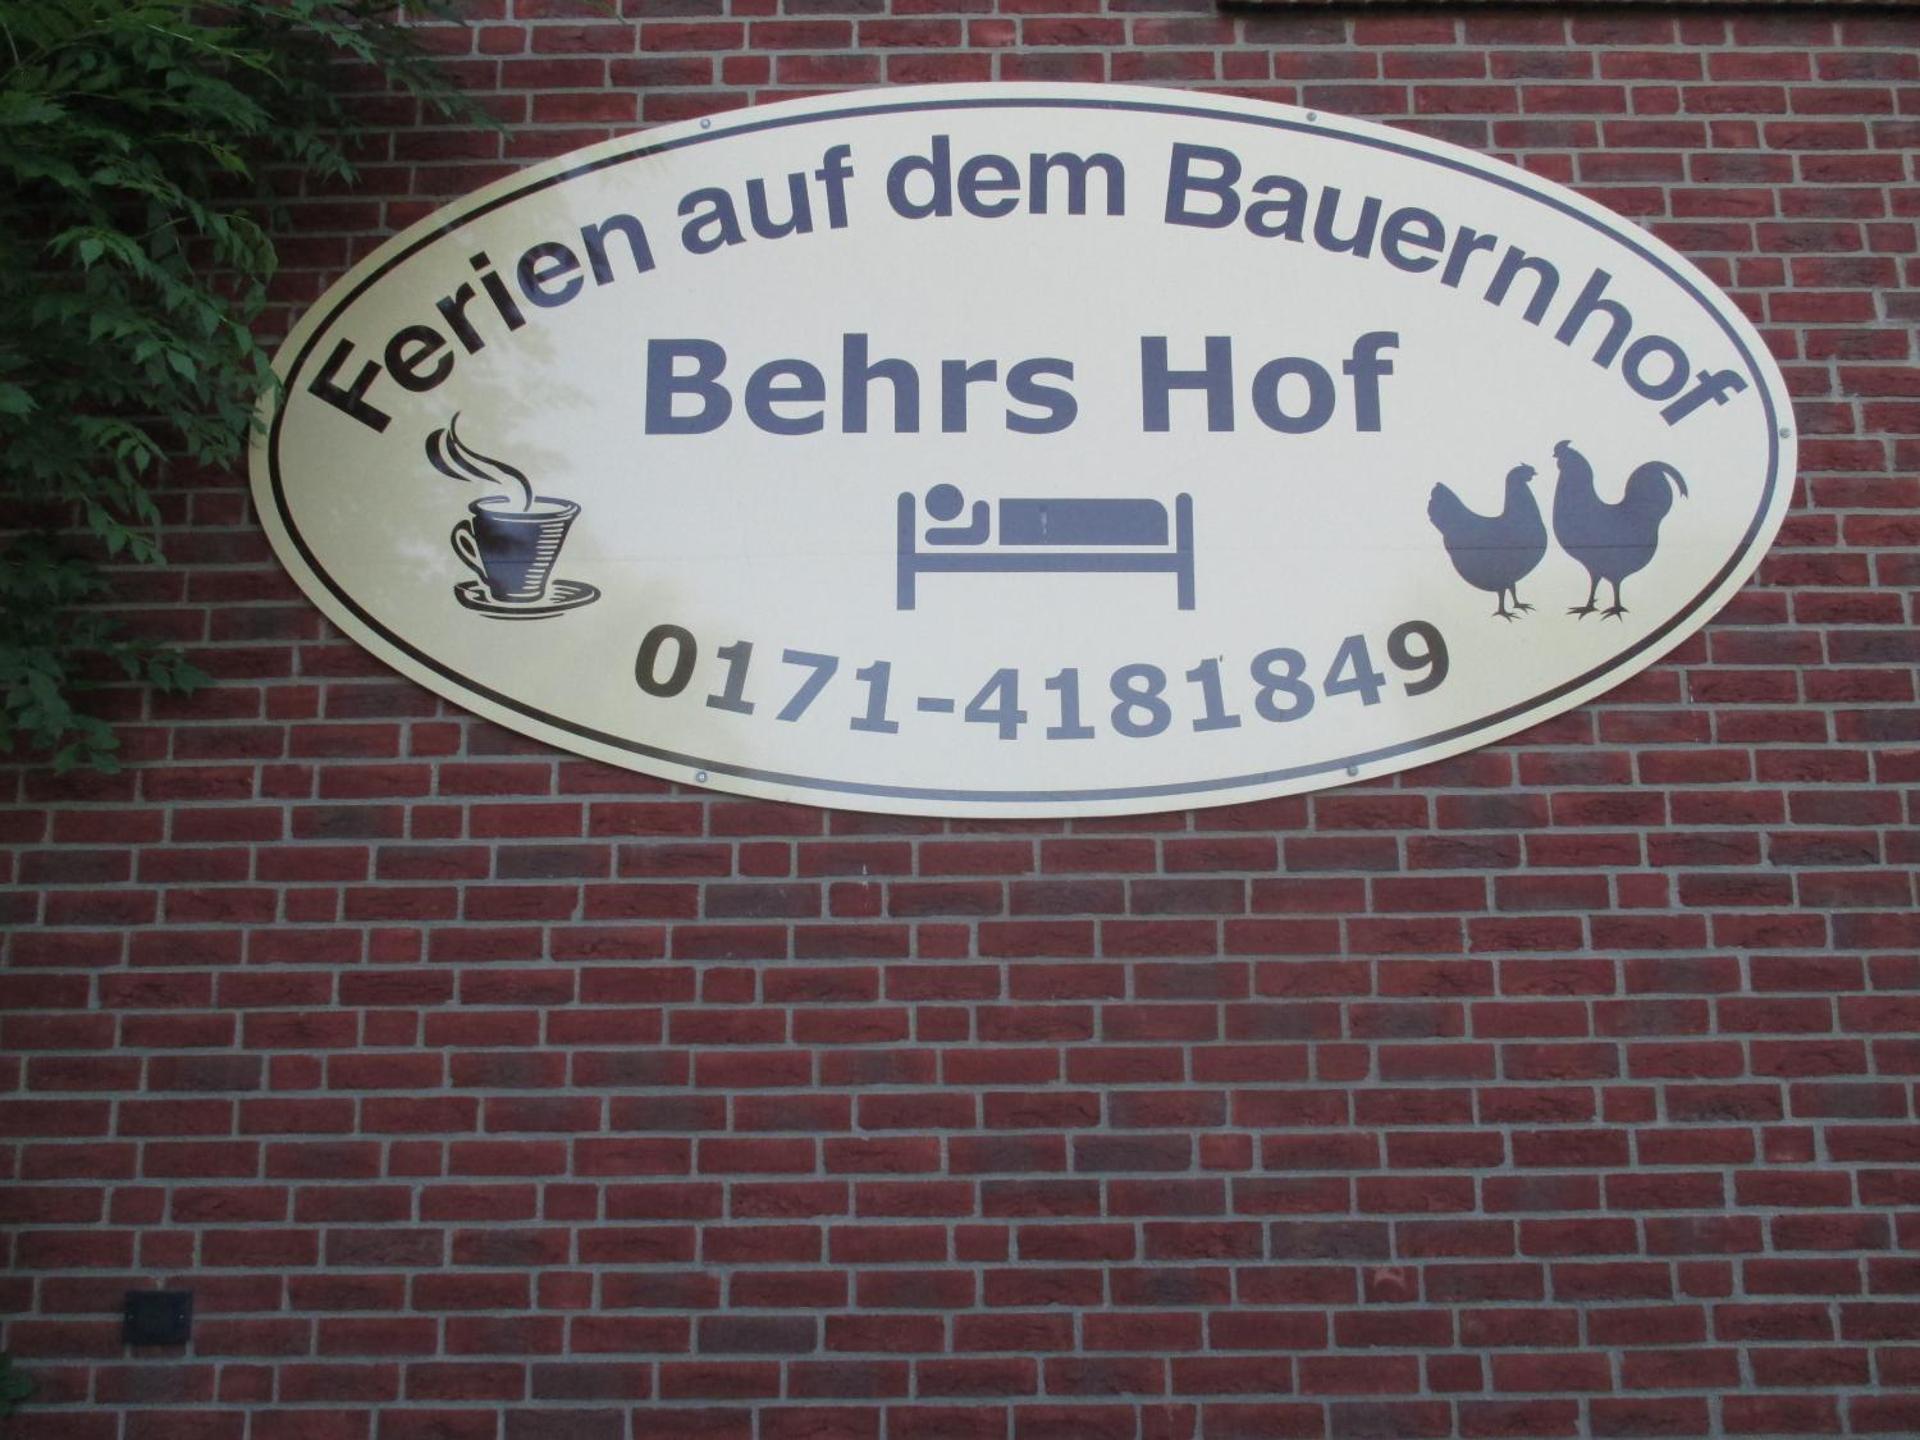 Ferien auf dem Bauernhof
Behrs Hof
0171-4181849